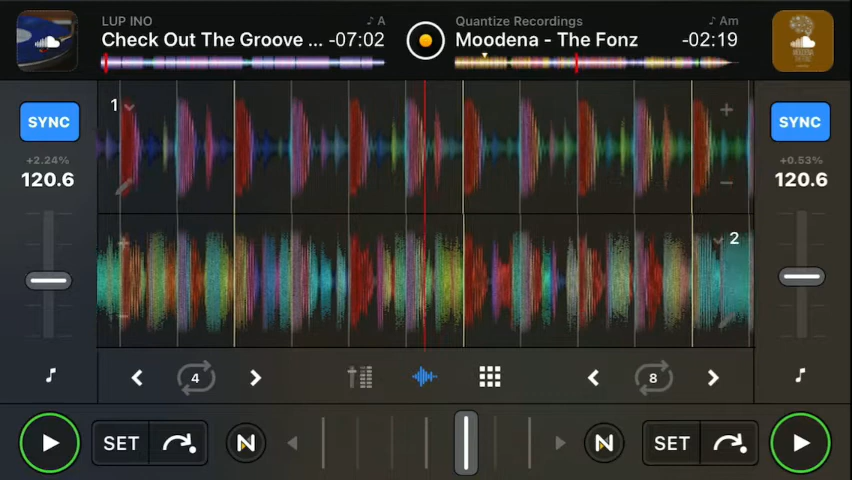 LUP INO
♪ A
Check Out The Groove ... -07:02
Quantize Recordings
♪ Am
Moodena - The Fonz -02:19
SYNC
+2.24%
120.6
1
2
SYNC
+0.53%
120.6
4
8
SET
N
N
SET